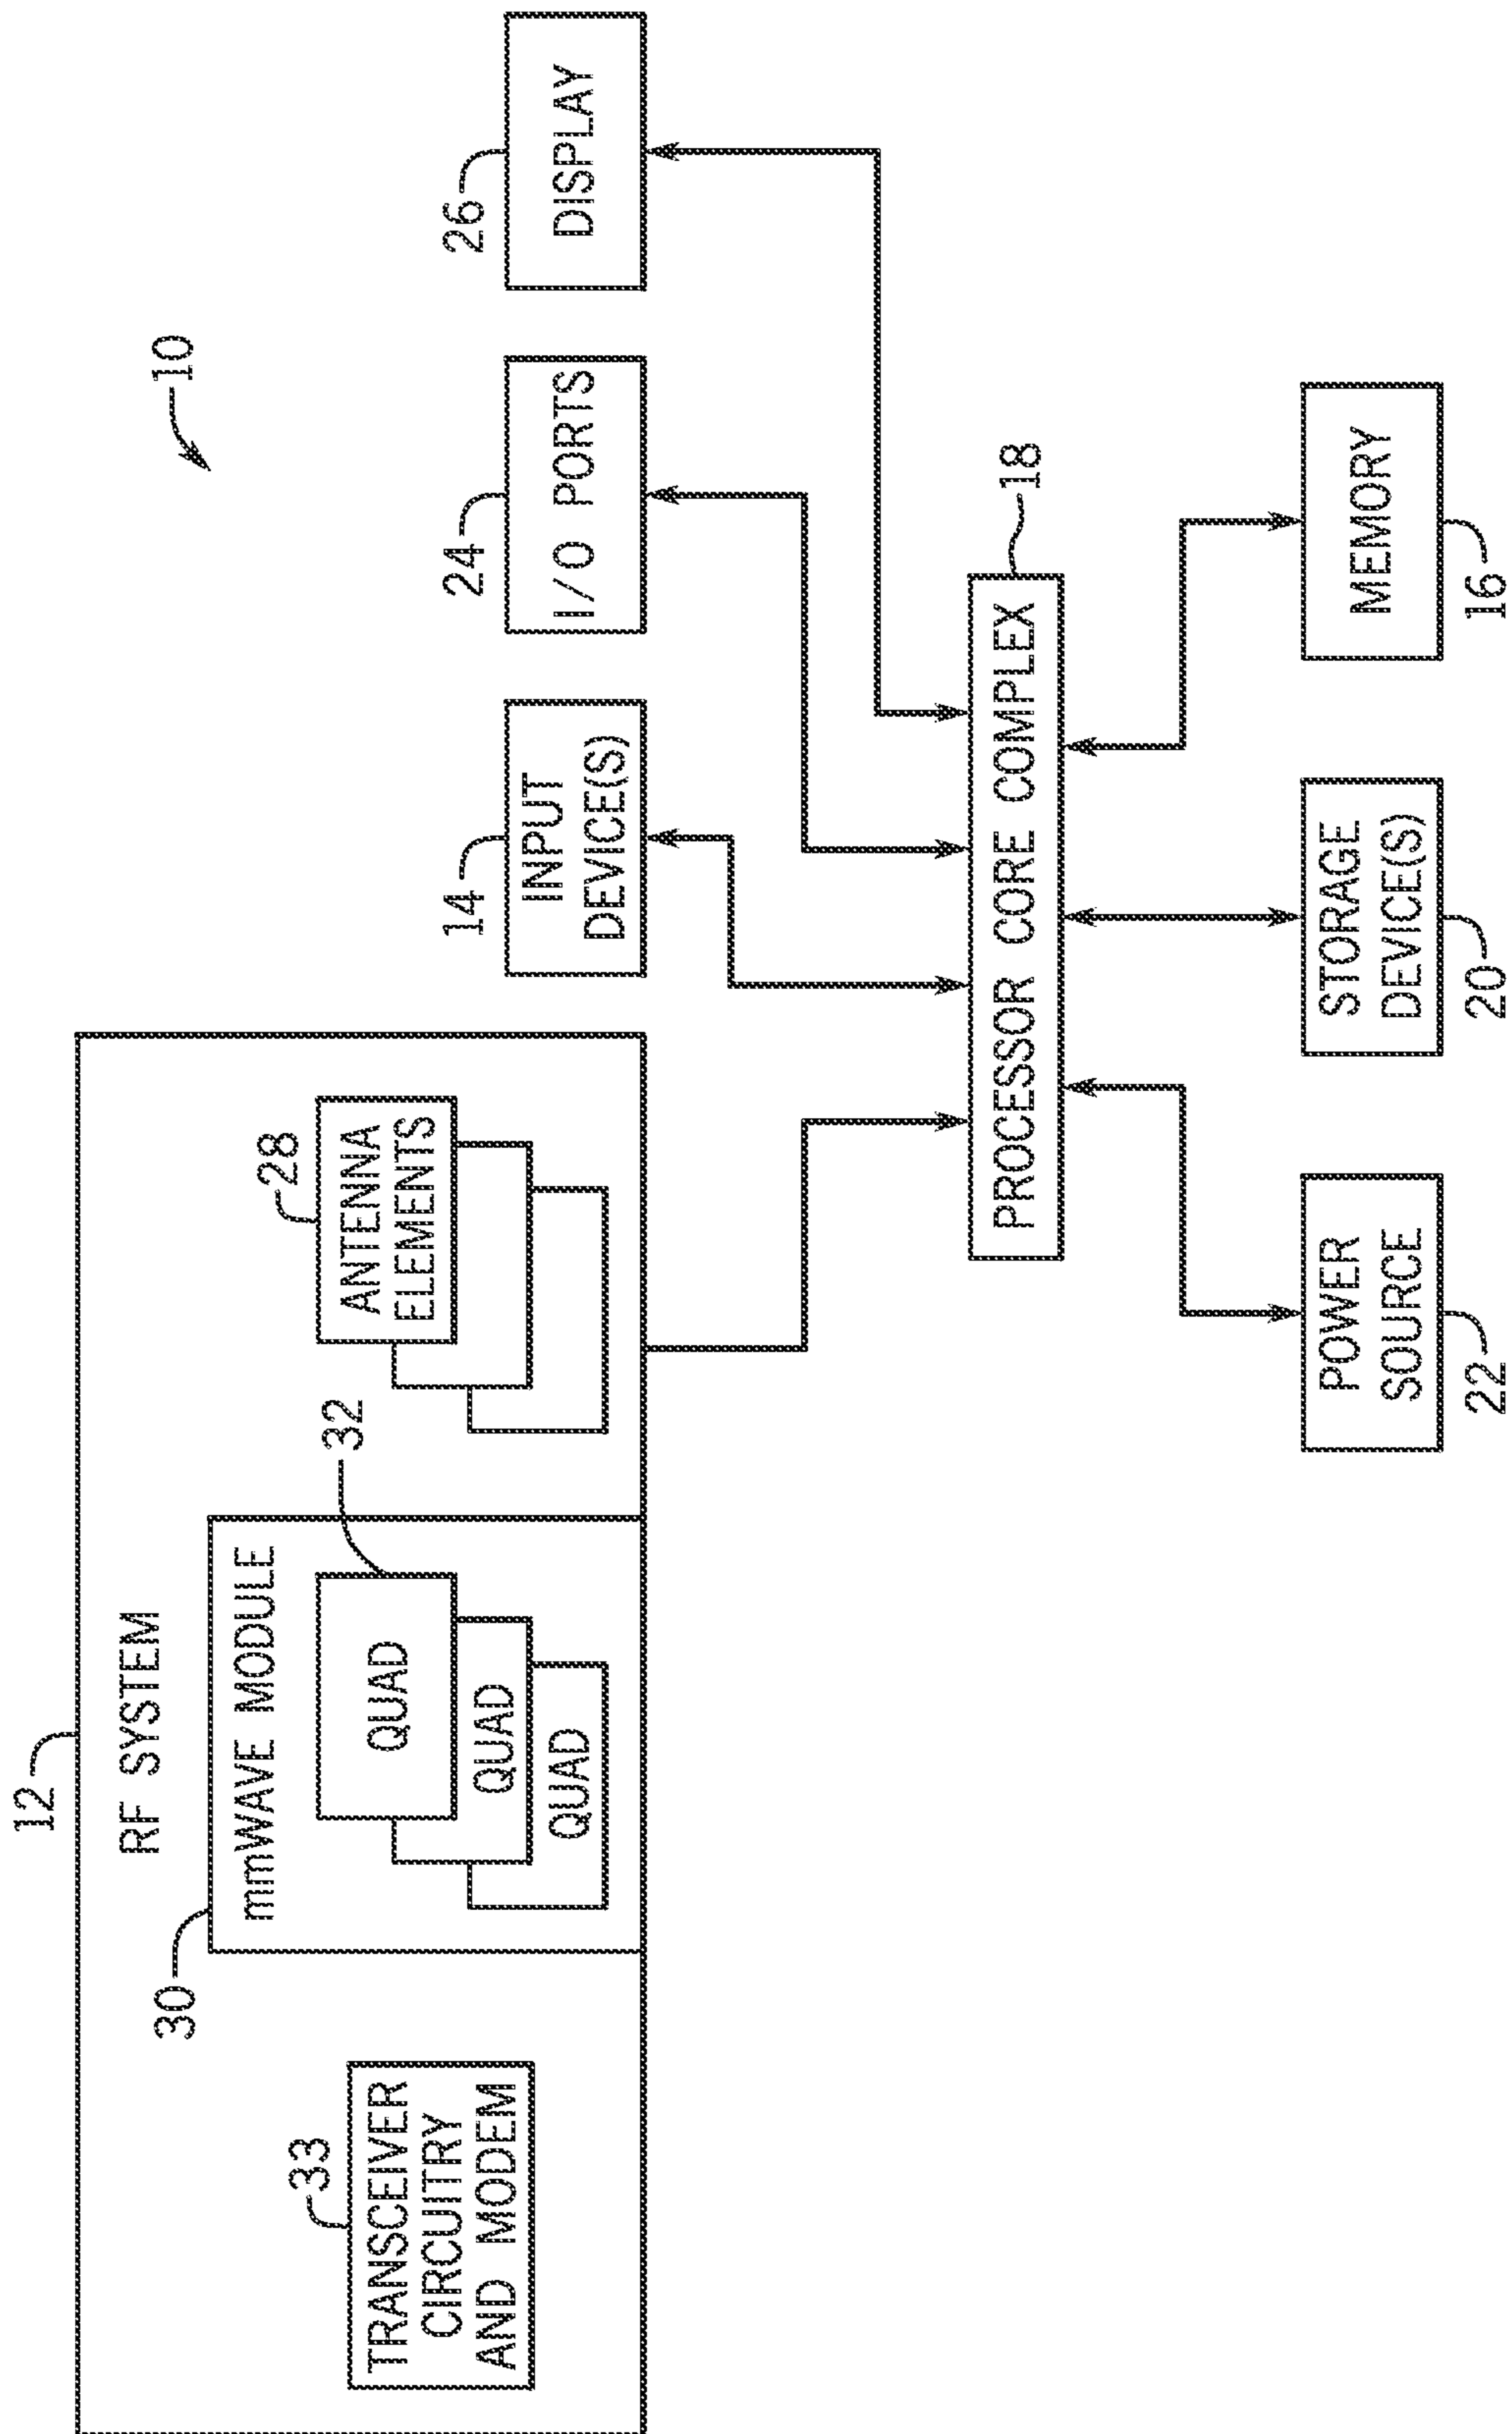 10
12
RF SYSTEM
33
TRANSCEIVER
CIRCUITRY
AND MODEM
30
mmWAVE MODULE
32
QUAD
QUAD
QUAD
28
ANTENNA
ELEMENTS
14
INPUT
DEVICE(S)
24
I/O PORTS
26
DISPLAY
PROCESSOR CORE COMPLEX
18
POWER
SOURCE
22
STORAGE
DEVICE(S)
20
MEMORY
16